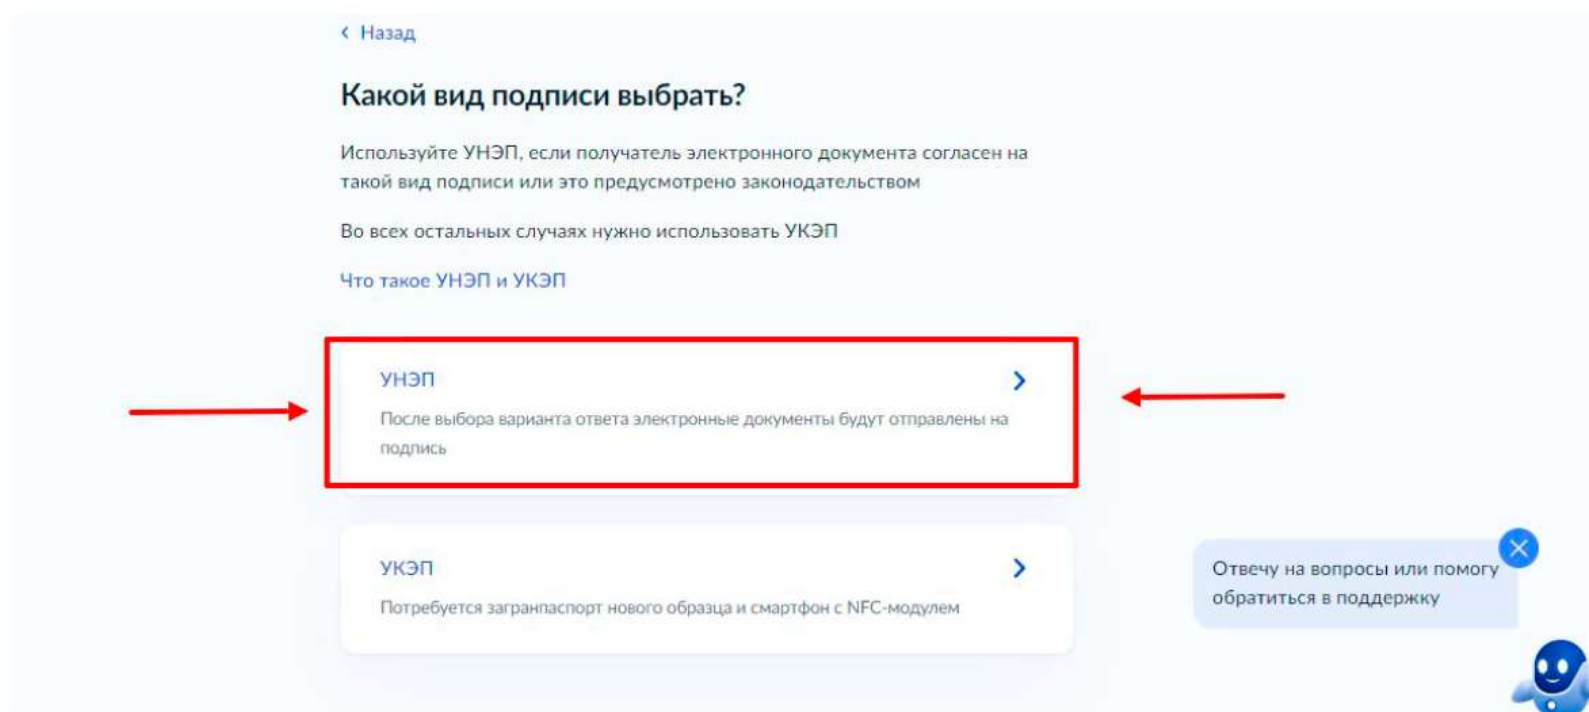 Назад
Какой вид подписи выбрать?
Используйте УНЭП, если получатель электронного документа согласен на
такой вид подписи или это предусмотрено законодательством
Во всех остальных случаях нужно использовать УКЭП
Что такое УНЭП и УКЭП
УНЭП
После выбора варианта ответа электронные документы будут отправлены на
подпись
УКЭП
Потребуется загранпаспорт нового образца и смартфон с NFC-модулем
Отвечу на вопросы или помогу
обратиться в поддержку